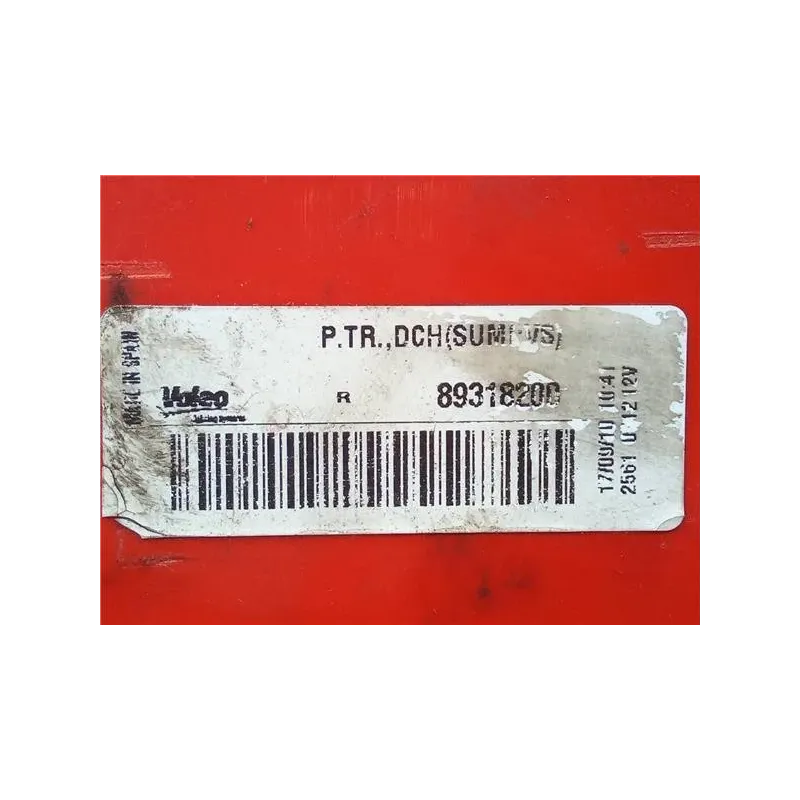 P.TR.,DCH(SUMI-VS)
MADE IN SPAIN
Valeo
R
89318200
17/09/10 10:41
2561 0 12 12V